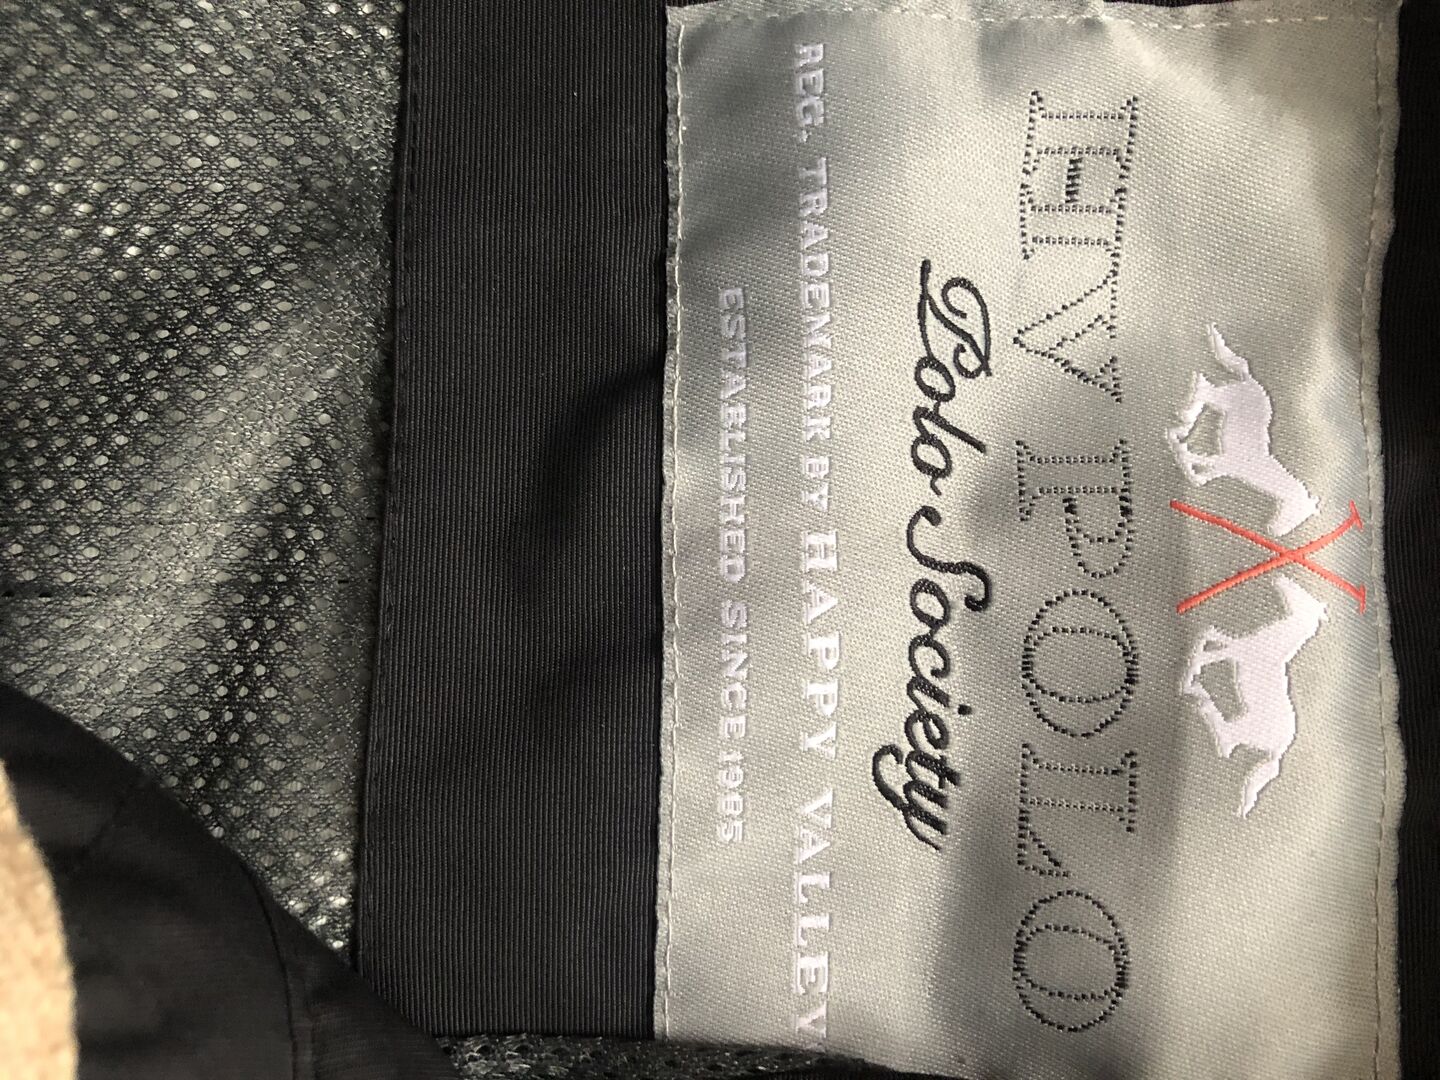 HV POLO
Polo Society
REG. TRADEMARK BY HAPPY VALLEY
ESTABLISHED SINCE 1985